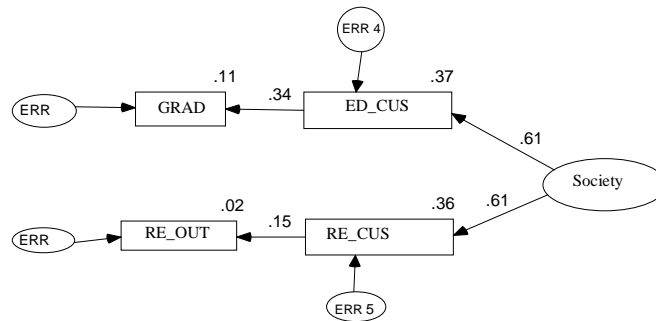 ERR 4
.11
.37
ERR
GRAD
.34
ED_CUS
.61
Society
.02
.36
.61
ERR
RE_OUT
.15
RE_CUS
ERR 5